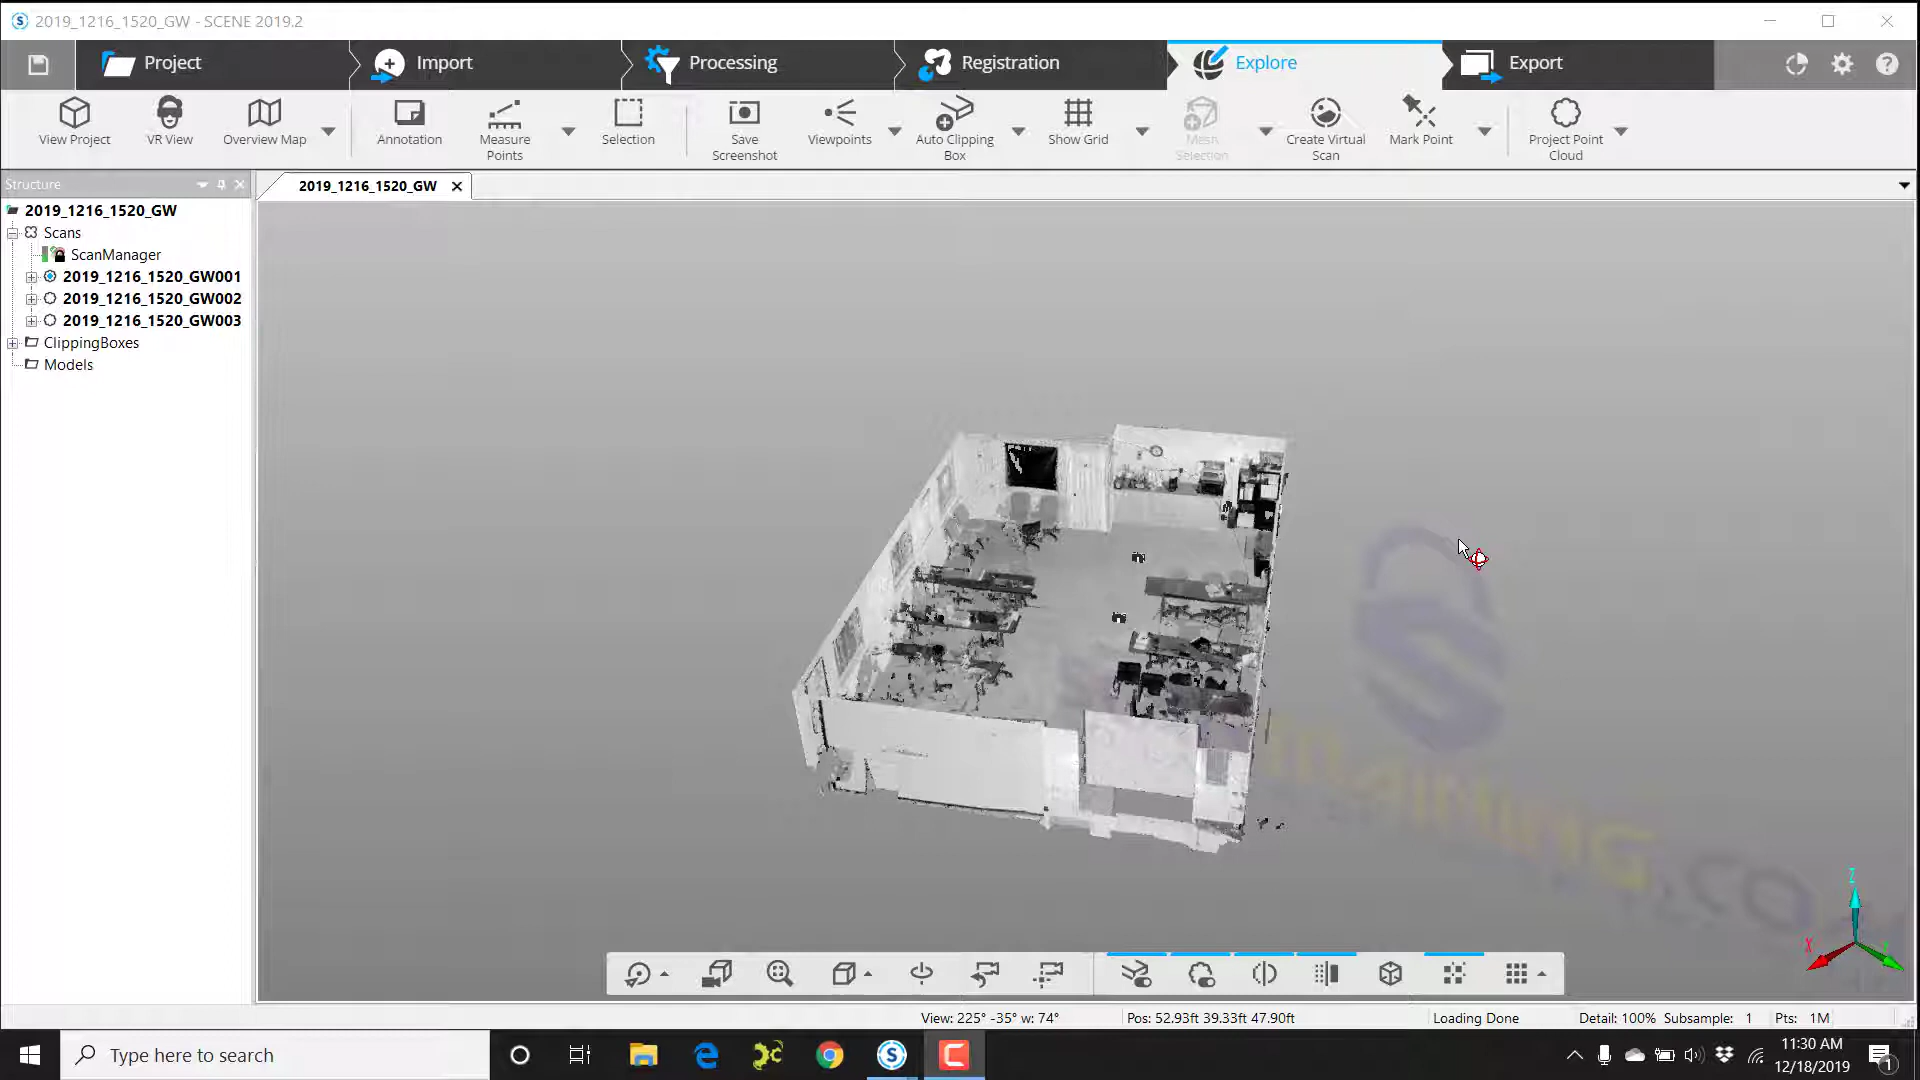 2019_1216_1520_GW - SCENE 2019.2
Project
Import
Processing
Registration
Explore
Export
View Project
VR View
Overview Map
Annotation
Measure
Points
Selection
Save
Screenshot
Viewpoints
Auto Clipping
Box
Show Grid
Mesh
Selection
Create Virtual
Scan
Mark Point
Project Point
Cloud
Structure
2019_1216_1520_GW
2019_1216_1520_GW
Scans
ScanManager
2019_1216_1520_GW001
2019_1216_1520_GW002
2019_1216_1520_GW003
ClippingBoxes
Models
TRAINING.CO
Z
X
View: 225° -35° w: 74°
Pos: 52.93ft 39.33ft 47.90ft
Loading Done
Detail: 100% Subsample: 1 Pts: 1M
Type here to search
11:30 AM
12/18/2019
1